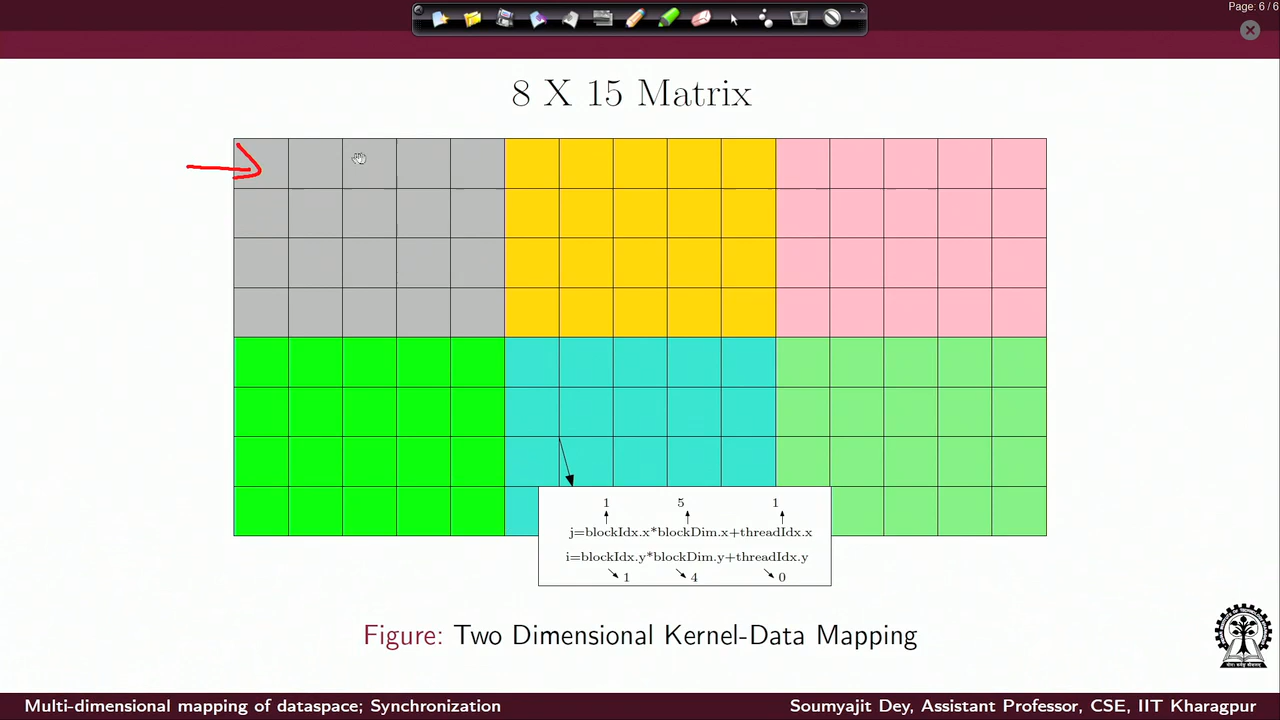 Page: 6 / 6
8 X 15 Matrix
1 5 1
j=blockIdx.x*blockDim.x+threadIdx.x
i=blockIdx.y*blockDim.y+threadIdx.y
1 4 0
Figure: Two Dimensional Kernel-Data Mapping
Multi-dimensional mapping of dataspace; Synchronization
Soumyajit Dey, Assistant Professor, CSE, IIT Kharagpur